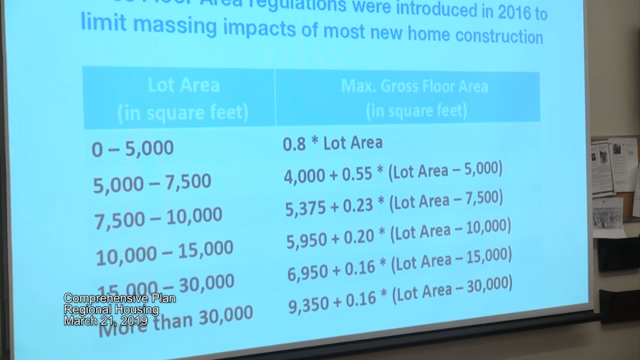 Floor Area regulations were introduced in 2016 to
limit massing impacts of most new home construction
Lot Area
(in square feet)
Max. Gross Floor Area
(in square feet)
0 – 5,000 0.8 * Lot Area
5,000 – 7,500 4,000 + 0.55 * (Lot Area – 5,000)
7,500 – 10,000 5,375 + 0.23 * (Lot Area – 7,500)
10,000 – 15,000 5,950 + 0.20 * (Lot Area – 10,000)
15,000 – 30,000 6,950 + 0.16 * (Lot Area – 15,000)
More than 30,000 9,350 + 0.16 * (Lot Area – 30,000)
Comprehensive Plan
Regional Housing
March 21, 2019